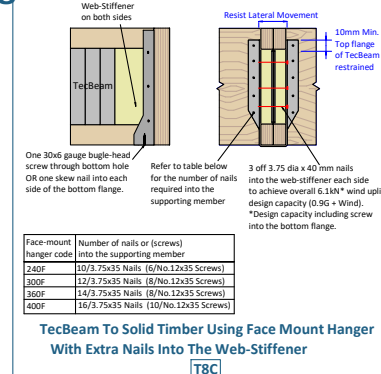 Web-Stiffener
on both sides
Resist Lateral Movement
10mm Min.
Top flange
of TecBeam
restrained
TecBeam
One 30x6 gauge bugle-head
screw through bottom hole
OR one skew nail into each
side of the bottom flange.
Refer to table below
for the number of nails
required into the
supporting member
3 off 3.75 dia x 40 mm nails
into the web-stiffener each side
to achieve overall 6.1kN* wind upli
design capacity (0.9G + Wind).
*Design capacity including screw
into the bottom flange.
Face-mount hanger code | Number of nails or (screws) into the supporting member
240F 10/3.75x35 Nails (6/No.12x35 Screws)
300F 12/3.75x35 Nails (8/No.12x35 Screws)
360F 14/3.75x35 Nails (8/No.12x35 Screws)
400F 16/3.75x35 Nails (10/No.12x35 Screws)
TecBeam To Solid Timber Using Face Mount Hanger
With Extra Nails Into The Web-Stiffener
T8C